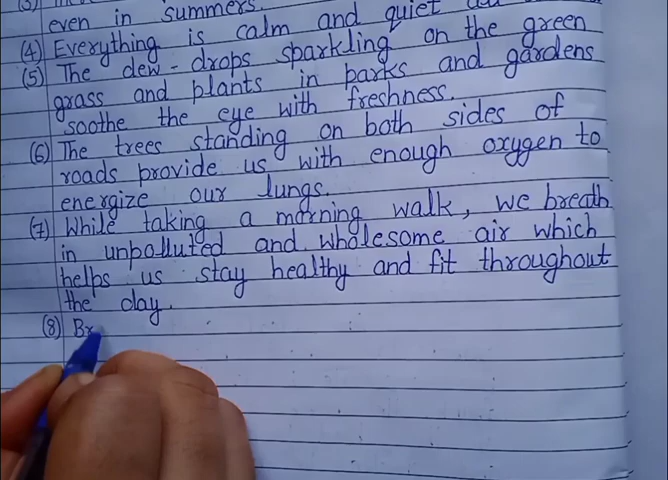 even in summers.
(4) Everything is calm and quiet
(5) The dew-drops sparkling on the green
grass and plants in parks and gardens
soothe the eye with freshness.
(6) The trees standing on both sides of
roads provide us with enough oxygen to
energize our lungs.
(7) While taking a morning walk, we breath
in unpolluted and wholesome air which
helps us stay healthy and fit throughout
the day.
(8) Br